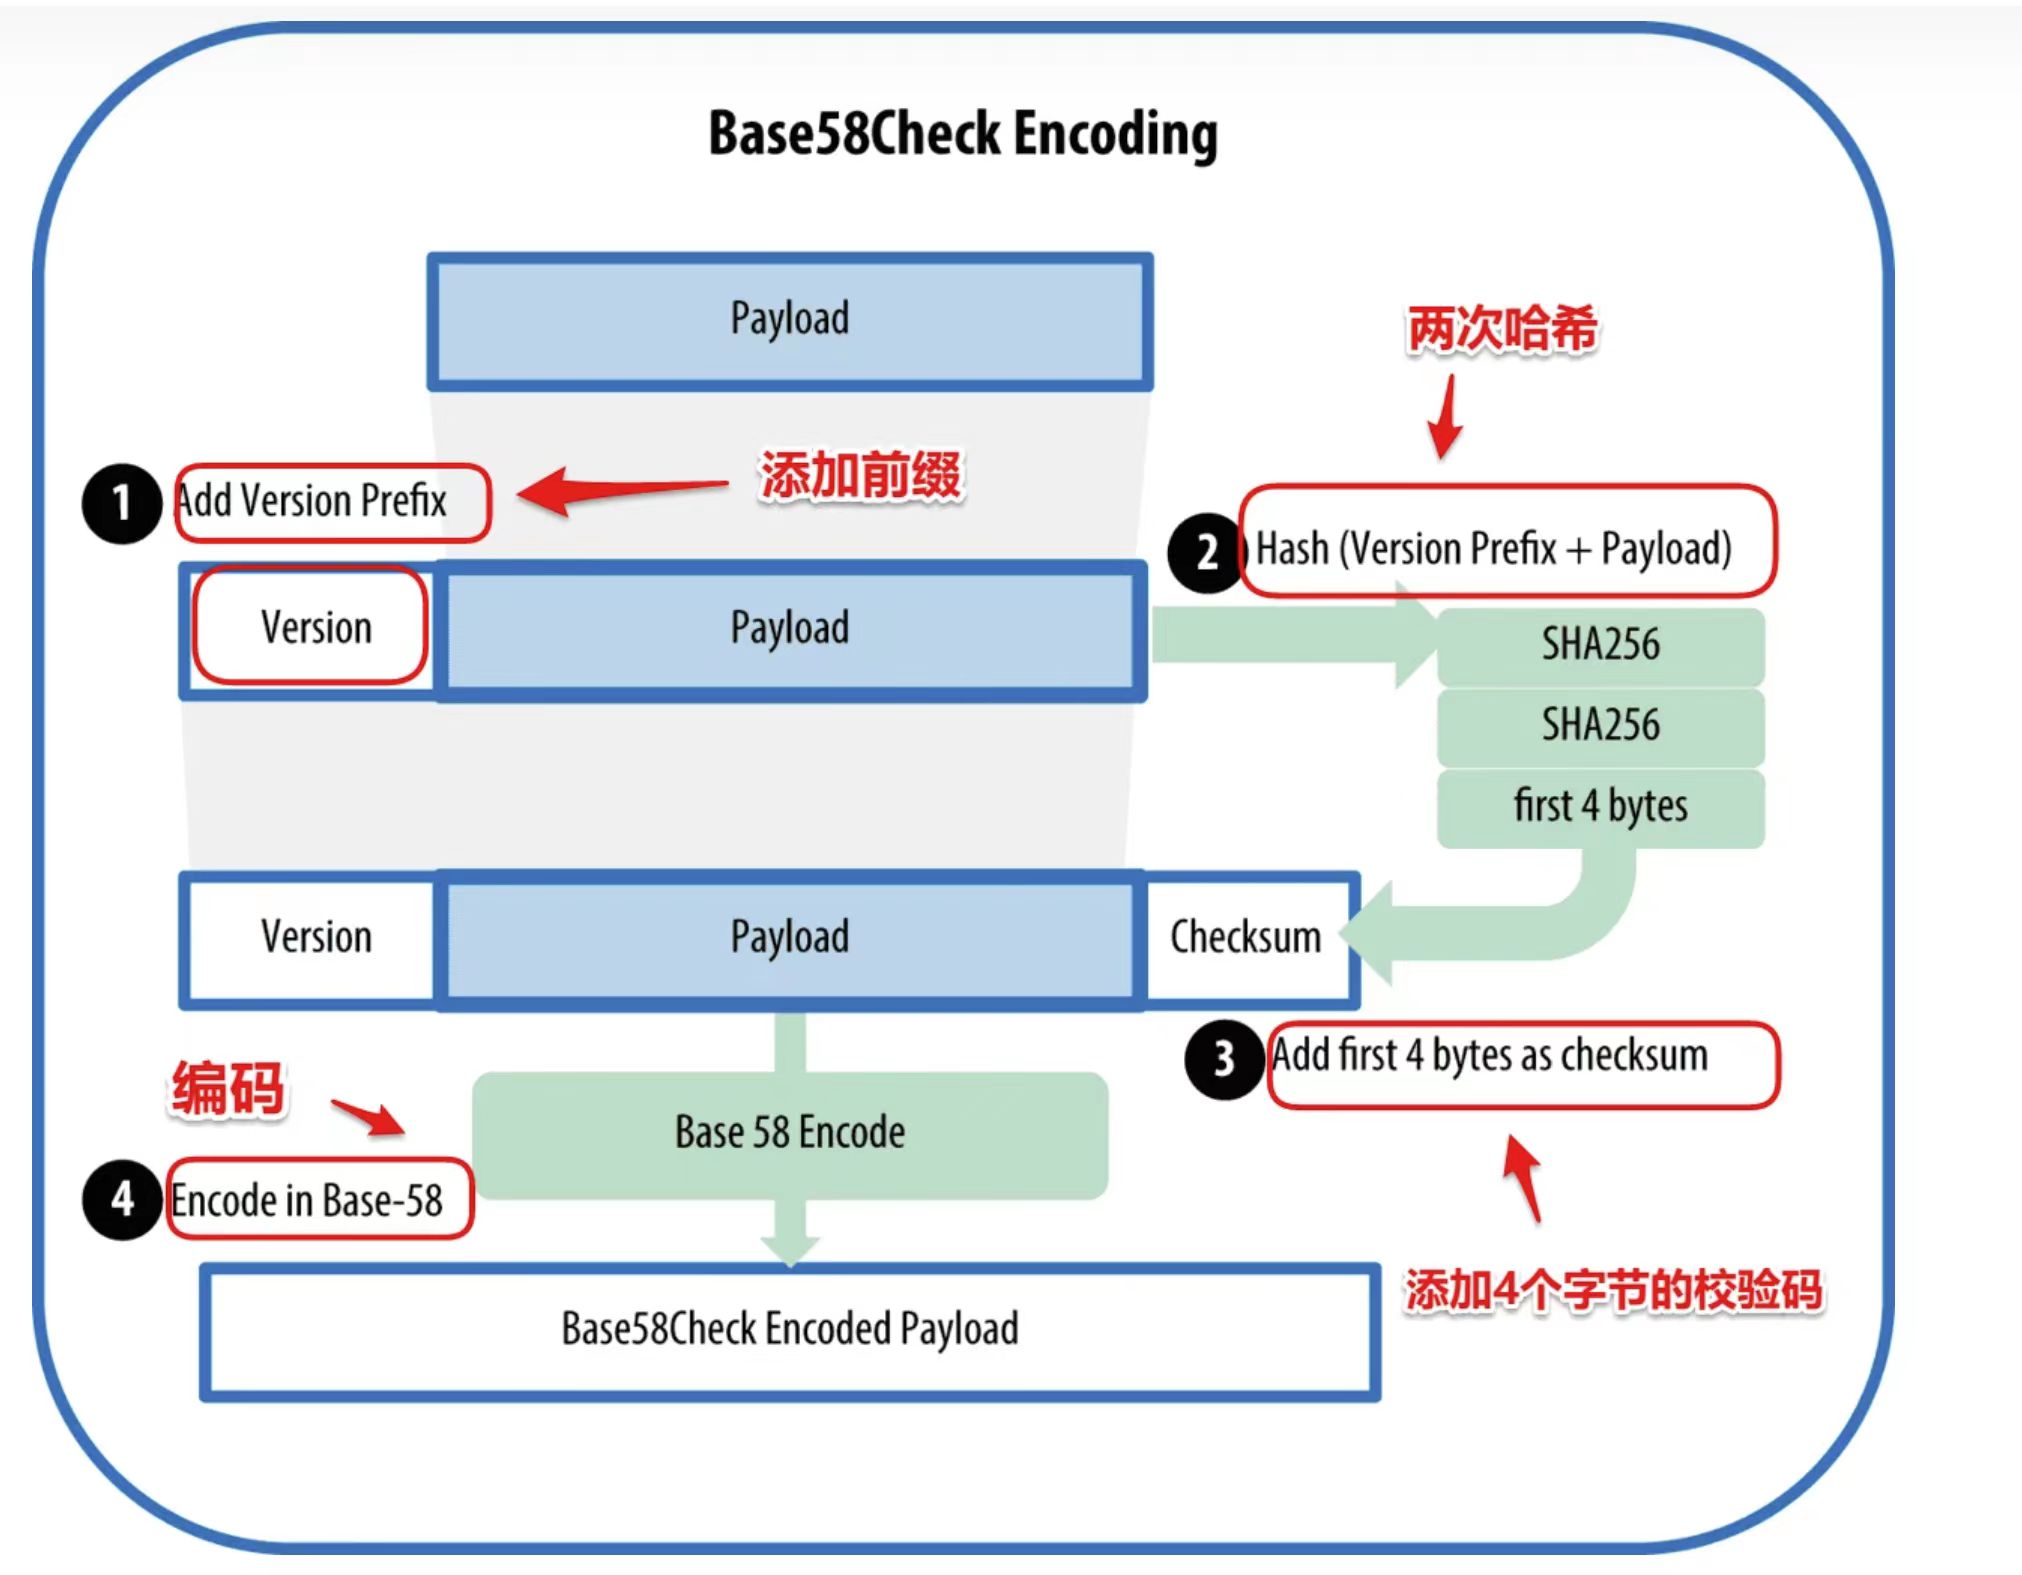 Base58Check Encoding
Payload
两次哈希
添加前缀
1 Add Version Prefix
2 Hash (Version Prefix + Payload)
Version
Payload
SHA256
SHA256
first 4 bytes
Version
Payload
Checksum
3 Add first 4 bytes as checksum
编码
Base 58 Encode
4 Encode in Base-58
添加4个字节的校验码
Base58Check Encoded Payload